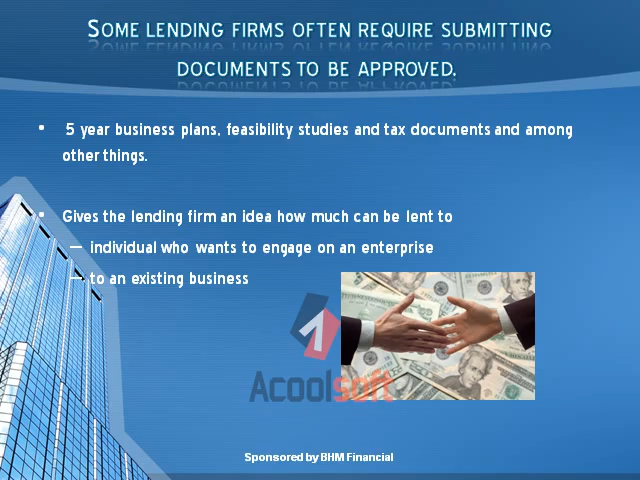 SOME LENDING FIRMS OFTEN REQUIRE SUBMITTING
DOCUMENTS TO BE APPROVED.
• 5 year business plans, feasibility studies and tax documents and among
other things.
• Gives the lending firm an idea how much can be lent to
– individual who wants to engage on an enterprise
– to an existing business
Acoolsoft
Sponsored by BHM Financial